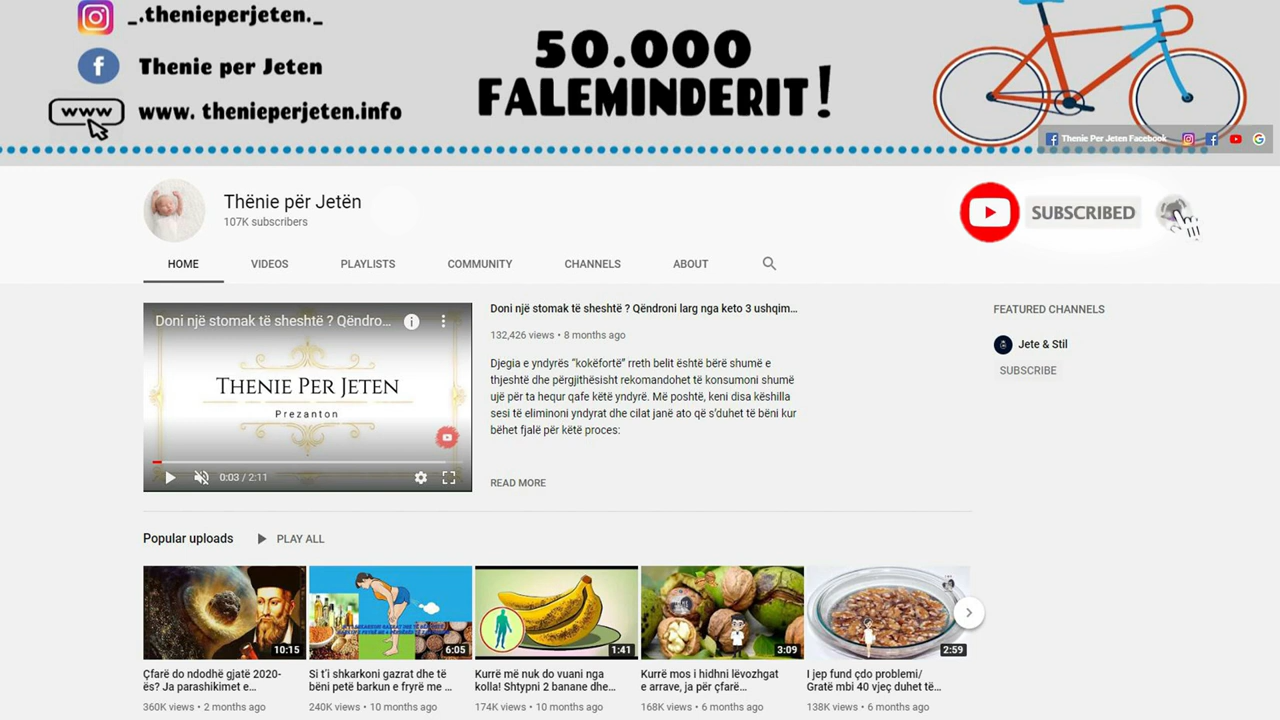 _.thenieperjeten._
Thenie per Jeten
www
www. thenieperjeten.info
50.000
FALEMINDERIT!
Thenie Per Jeten Facebook
Thënie për Jetën
107K subscribers
SUBSCRIBED
HOME
VIDEOS
PLAYLISTS
COMMUNITY
CHANNELS
ABOUT
Doni një stomak të sheshtë ? Qëndro...
THENIE PER JETEN
Prezanton
0:03 / 2:11
Doni një stomak të sheshtë ? Qëndroni larg nga keto 3 ushqim...
132,426 views • 8 months ago
Djegia e yndyrës "kokëfortë" rreth belit është bërë shumë e
thjeshtë dhe përgjithësisht rekomandohet të konsumoni shumë
ujë për ta hequr qafe këtë yndyrë. Më poshtë, keni disa këshilla
sesi të eliminoni yndyrat dhe cilat janë ato që s'duhet të bëni kur
bëhet fjalë për këtë proces:
READ MORE
FEATURED CHANNELS
Jete & Stil
SUBSCRIBE
Popular uploads
PLAY ALL
10:15
6:05
1:41
3:09
2:59
Çfarë do ndodhë gjatë 2020-
ës? Ja parashikimet e...
360K views • 2 months ago
Si t'i shkarkoni gazrat dhe të
bëni petë barkun e fryrë me ...
240K views • 10 months ago
Kurrë më nuk do vuani nga
kolla! Shtypni 2 banane dhe...
174K views • 10 months ago
Kurrë mos i hidhni lëvozhgat
e arrave, ja për çfarë...
168K views • 6 months ago
I jep fund çdo problemi/
Gratë mbi 40 vjeç duhet të...
138K views • 6 months ago